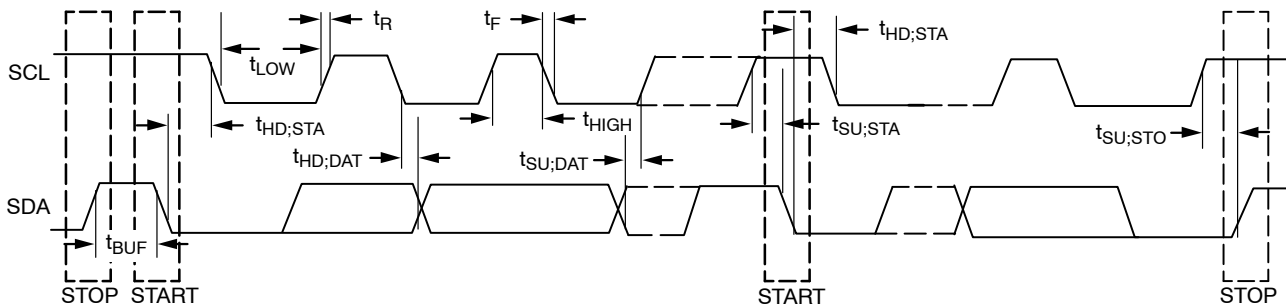 tR
tF
tHD;STA
SCL
tLOW
tHD;STA
tHIGH
tSU;STA
tHD;DAT
tSU;DAT
tSU;STO
SDA
tBUF
STOP
START
START
STOP